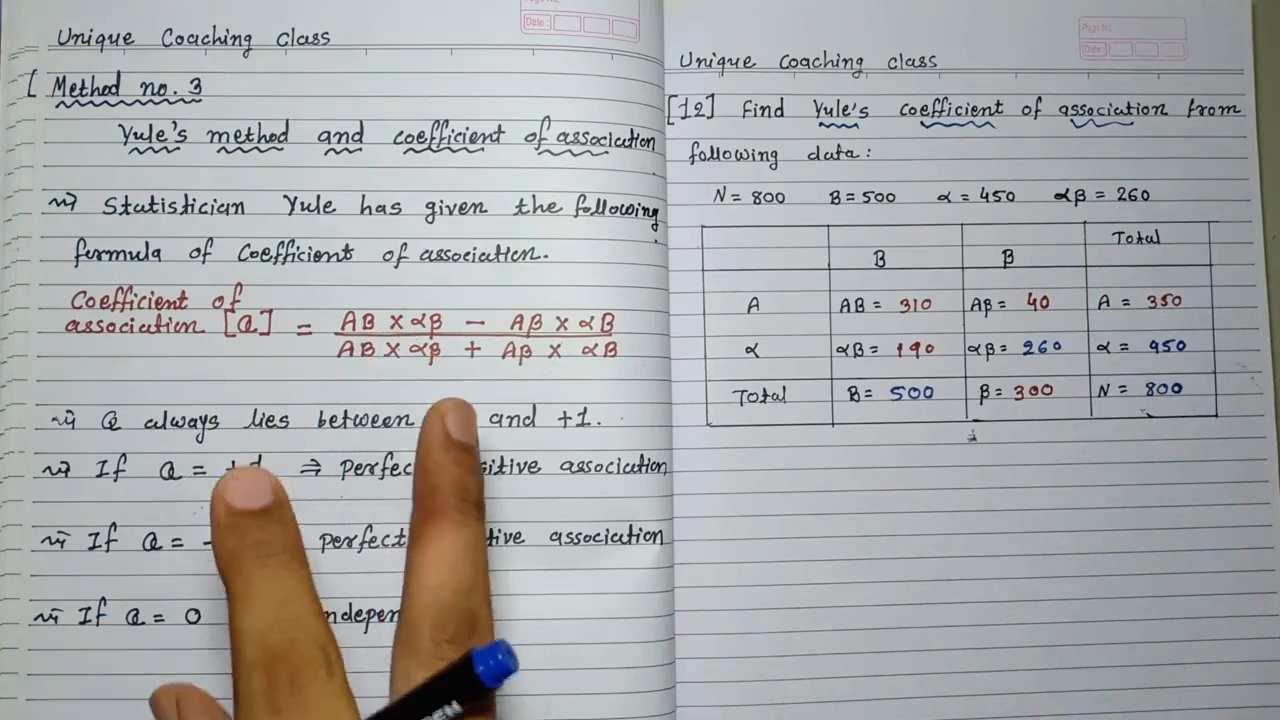 Unique Coaching Class
[ Method no. 3
Yule's method and coefficient of association
Statistician Yule has given the following
formula of Coefficient of association.
Coefficient of
association [Q] = AB × αβ − Aβ × αB
AB × αβ + Aβ × αB
Q always lies between and +1.
If Q = ⇒ association
If Q = perfect association
If Q = 0
Date:
Unique Coaching class
Page No.
Date:
[12] Find Yule's coefficient of association from
following data:
N = 800 B = 500 α = 450 αβ = 260
B β Total
A AB = 310 Aβ = 40 A = 350
α αB = 190 αβ = 260 α = 450
Total B = 500 β = 300 N = 800